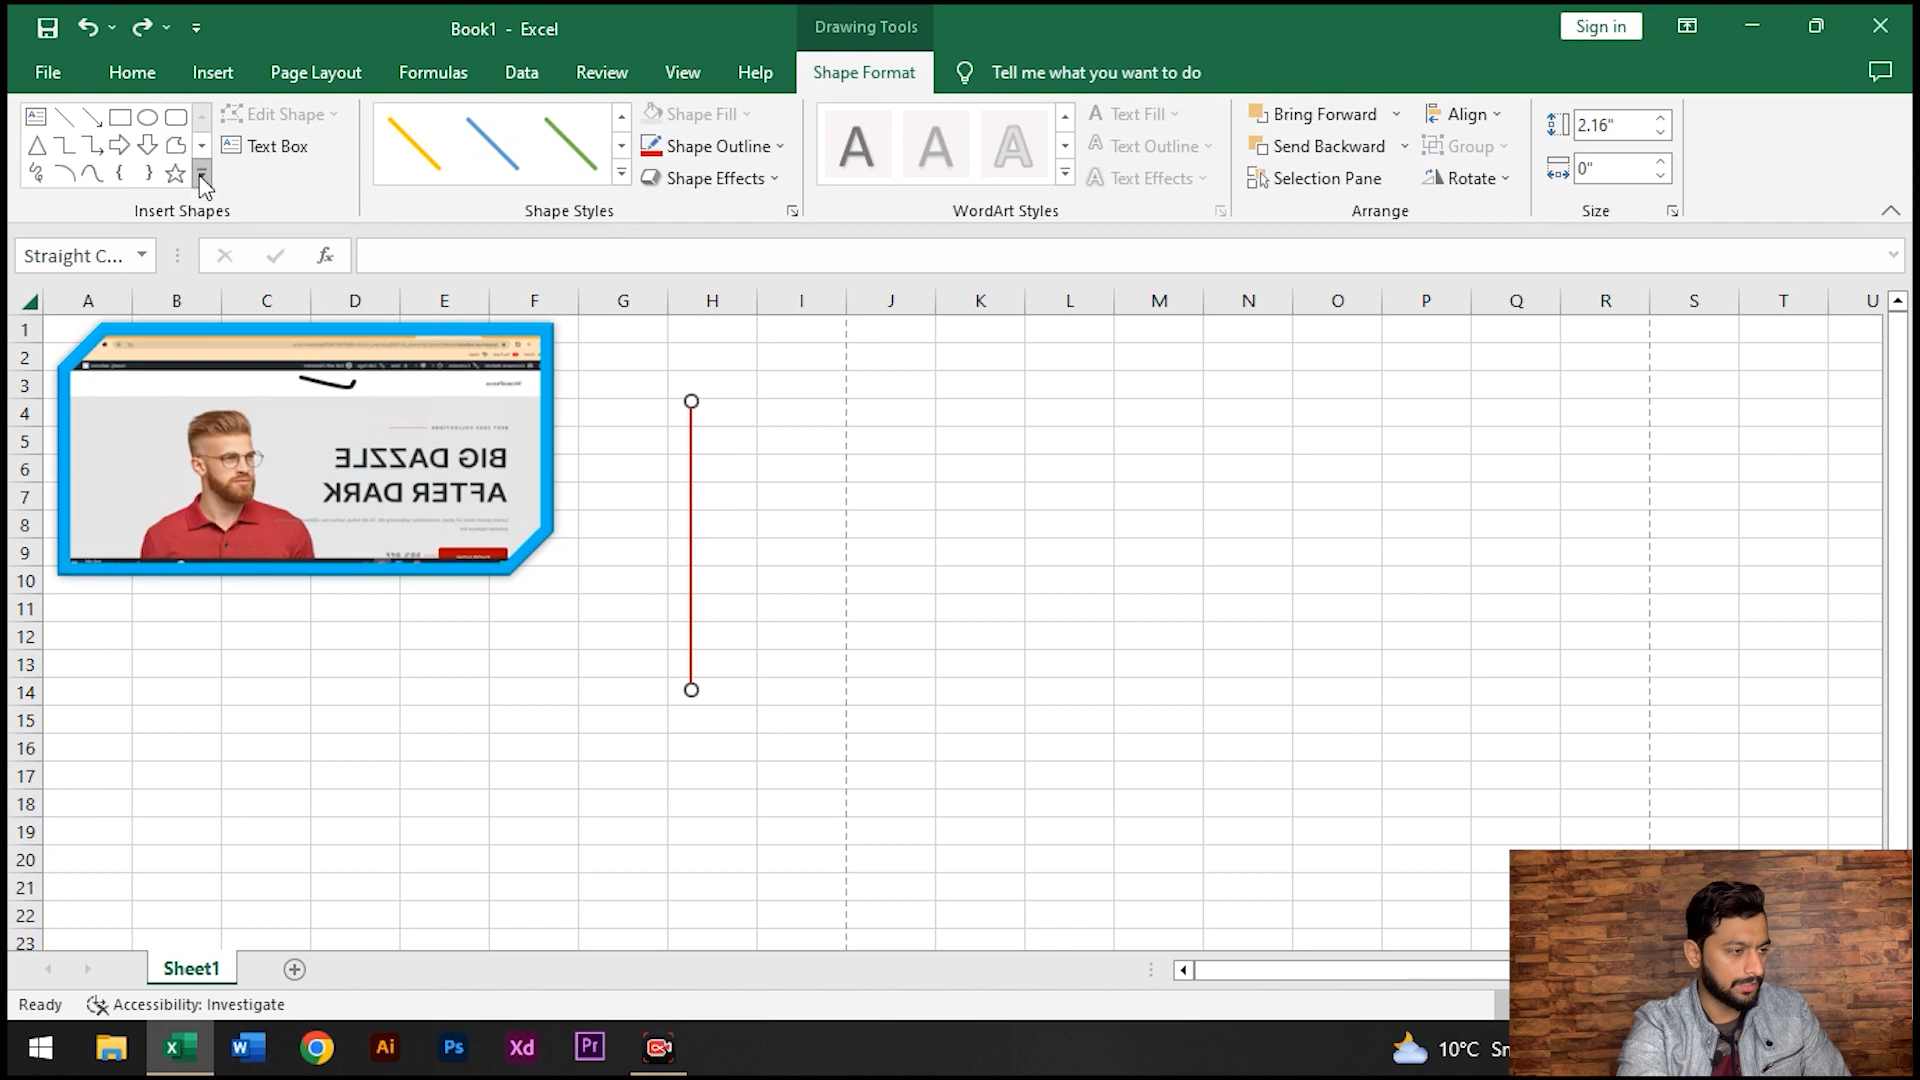 Book1 - Excel
Drawing Tools
Sign in
File Home Insert Page Layout Formulas Data Review View Help Shape Format Tell me what you want to do
Edit Shape
Text Box
Insert Shapes
Shape Fill
Shape Outline
Shape Effects
Shape Styles
A A A
WordArt Styles
Text Fill
Text Outline
Text Effects
Bring Forward
Send Backward
Selection Pane
Align
Group
Rotate
Arrange
2.16"
0"
Size
Straight C...
fx
A B C D E F G H I J K L M N O P Q R S T U
1
2
3
4
5
6
7
8
9
10
11
12
13
14
15
16
17
18
19
20
21
22
23
BIG DAZZLE
AFTER DARK
Sheet1
Ready
Accessibility: Investigate
Ai
Ps
Xd
Pr
10°C